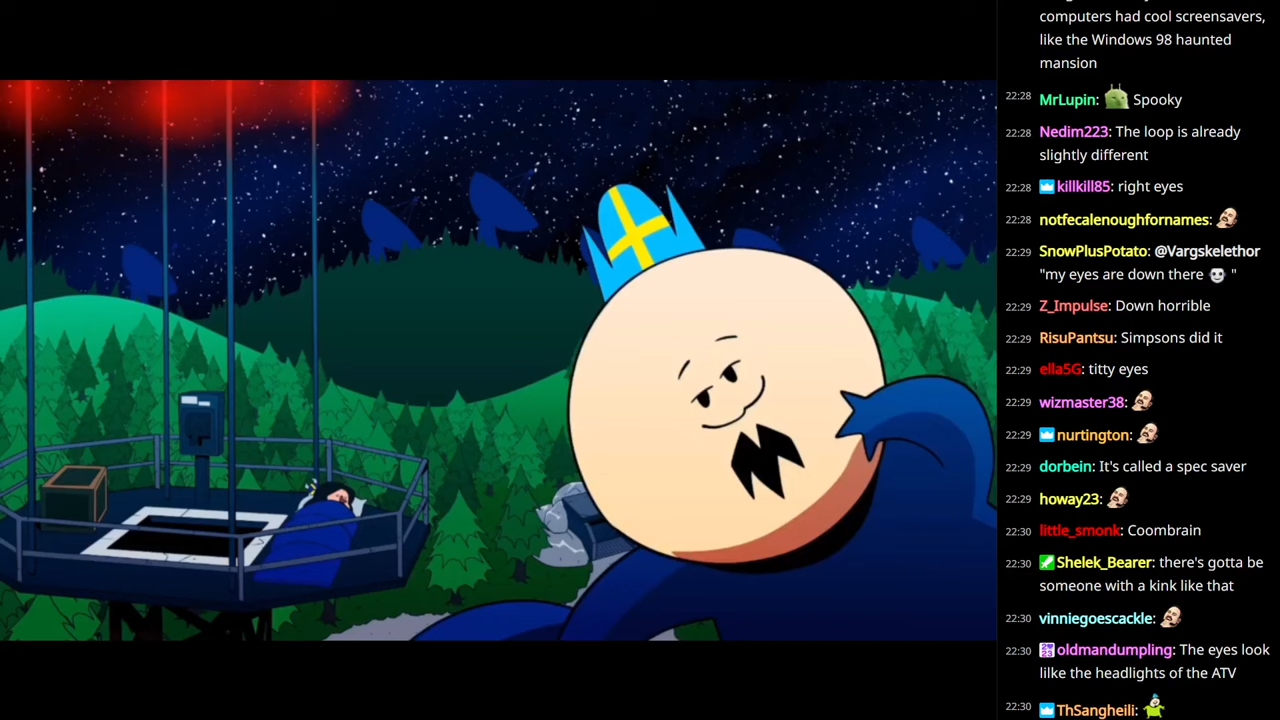 computers had cool screensavers,
like the Windows 98 haunted
mansion
22:28 MrLupin: Spooky
22:28 Nedim223: The loop is already
slightly different
22:28 killkill85: right eyes
22:28 notfecalenoughfornames:
22:29 SnowPlusPotato: @Vargskelethor
"my eyes are down there "
22:29 Z_Impulse: Down horrible
22:29 RisuPantsu: Simpsons did it
22:29 ella5G: titty eyes
22:29 wizmaster38:
22:29 nurtington:
22:29 dorbein: It's called a spec saver
22:29 howay23:
22:30 little_smonk: Coombrain
22:30 Shelek_Bearer: there's gotta be
someone with a kink like that
22:30 vinniegoescackle:
22:30 oldmandumpling: The eyes look
lilke the headlights of the ATV
22:30 ThSangheili: